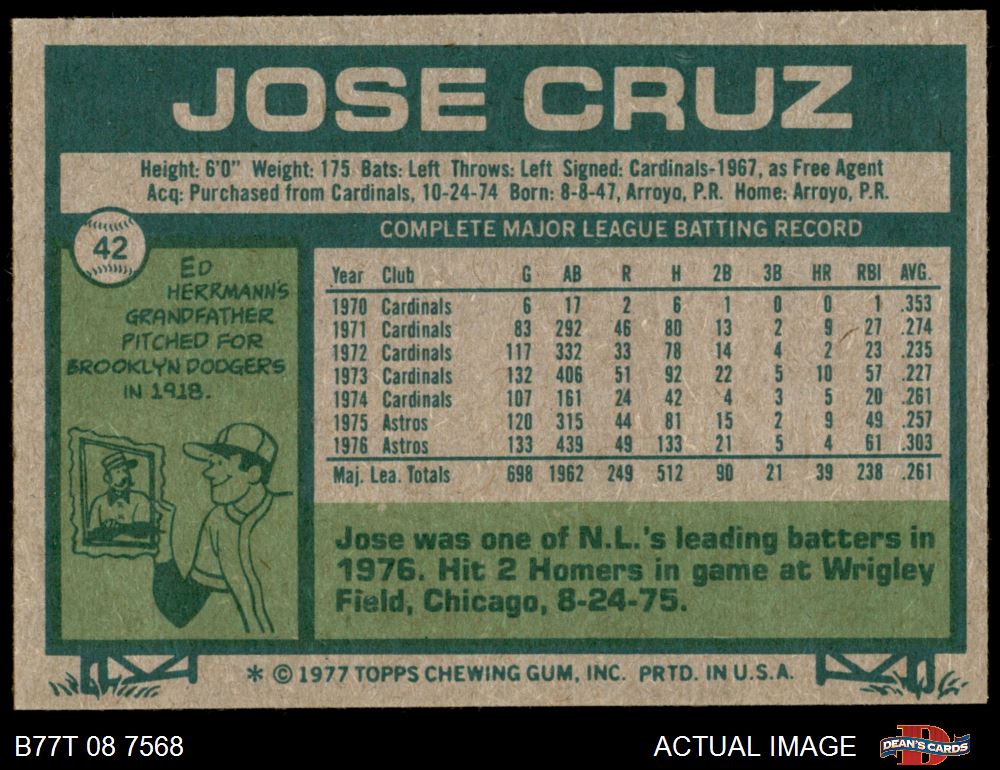 JOSE CRUZ
Height: 6'0" Weight: 175 Bats: Left Throws: Left Signed: Cardinals-1967, as Free Agent
Acq: Purchased from Cardinals, 10-24-74 Born: 8-8-47, Arroyo, P.R. Home: Arroyo, P.R.
42
COMPLETE MAJOR LEAGUE BATTING RECORD
ED
HERRMANN'S
GRANDFATHER
PITCHED FOR
BROOKLYN DODGERS
IN 1918.
Year Club G AB R H 2B 3B HR RBI AVG.
1970 Cardinals 6 17 2 6 1 0 0 1 .353
1971 Cardinals 83 292 46 80 13 2 9 27 .274
1972 Cardinals 117 332 33 78 14 4 2 23 .235
1973 Cardinals 132 406 51 92 22 5 10 57 .227
1974 Cardinals 107 161 24 42 4 3 5 20 .261
1975 Astros 120 315 44 81 15 2 9 49 .257
1976 Astros 133 439 49 133 21 5 4 61 .303
Maj. Lea. Totals 698 1962 249 512 90 21 39 238 .261
Jose was one of N.L.'s leading batters in
1976. Hit 2 Homers in game at Wrigley
Field, Chicago, 8-24-75.
* © 1977 TOPPS CHEWING GUM, INC. PRTD. IN U.S.A.
B77T 08 7568
ACTUAL IMAGE
D
DEAN'S CARDS